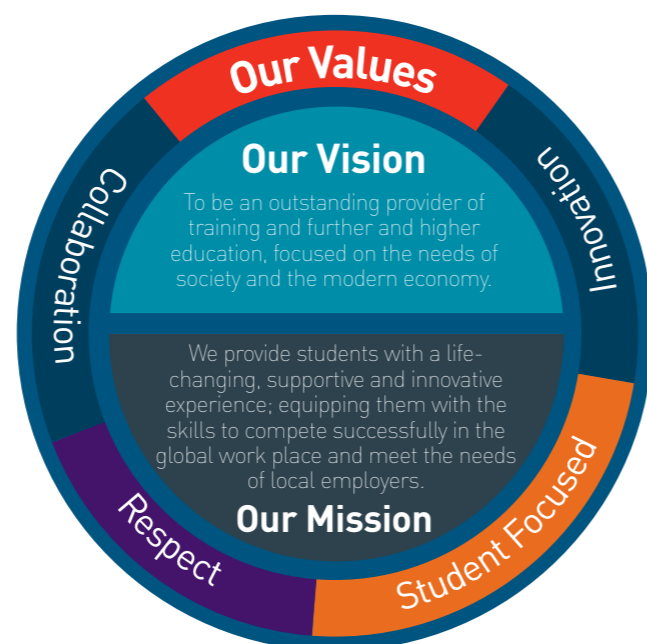 Our Values
Innovation
Student Focused
Respect
Collaboration
Our Vision
To be an outstanding provider of
training and further and higher
education, focused on the needs of
society and the modern economy.
We provide students with a life-
changing, supportive and innovative
experience; equipping them with the
skills to compete successfully in the
global work place and meet the needs
of local employers.
Our Mission